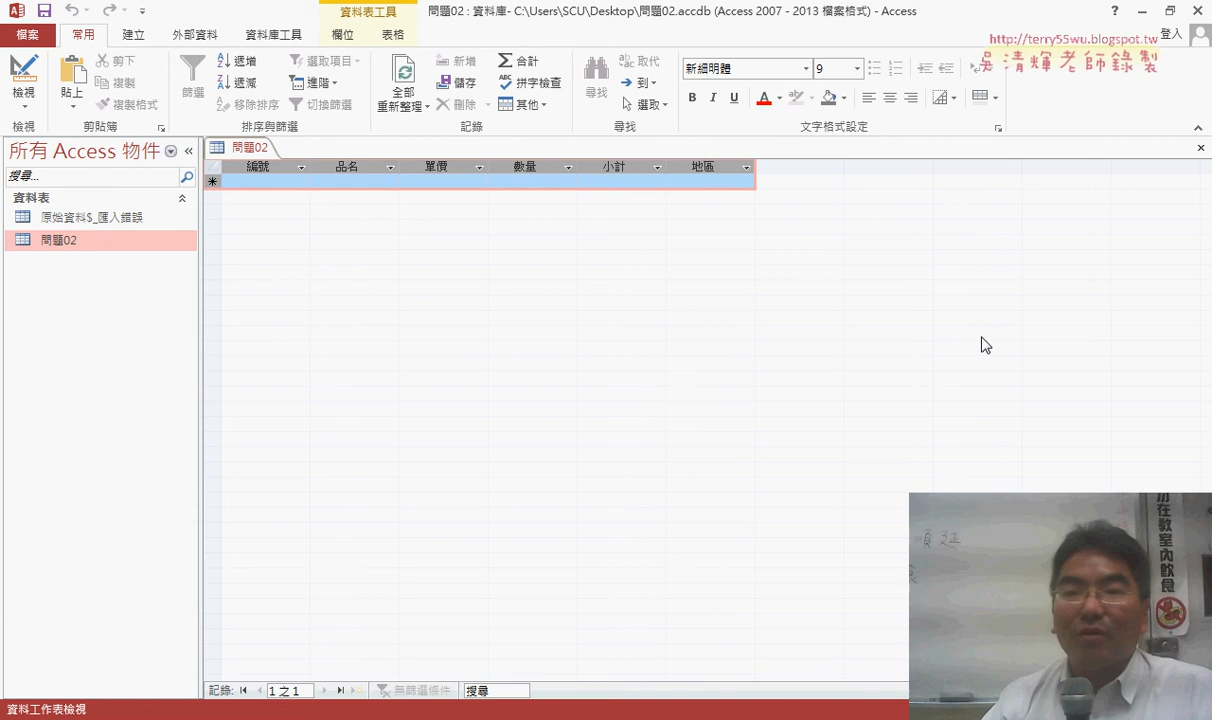 資料表工具
問題02 : 資料庫- C:\Users\SCU\Desktop\問題02.accdb (Access 2007 - 2013 檔案格式) - Access
?
http://terry55wu.blogspot.tw
登入
吳清輝老師錄製
檔案 常用 建立 外部資料 資料庫工具 欄位 表格
檢視
檢視
貼上
剪下
複製
複製格式
剪貼簿
篩選
遞增
遞減
移除排序
選取項目
進階
切換篩選
排序與篩選
全部
重新整理
新增
儲存
刪除
合計
拼字檢查
其他
記錄
尋找
取代
到
選取
尋找
新細明體 9
B I U A
文字格式設定
所有 Access 物件 «
搜尋...
資料表
原始資料$_匯入錯誤
問題02
問題02
編號 品名 單價 數量 小計 地區
記錄: 1 之 1 無篩選條件 搜尋
資料工作表檢視
在教室內飲食